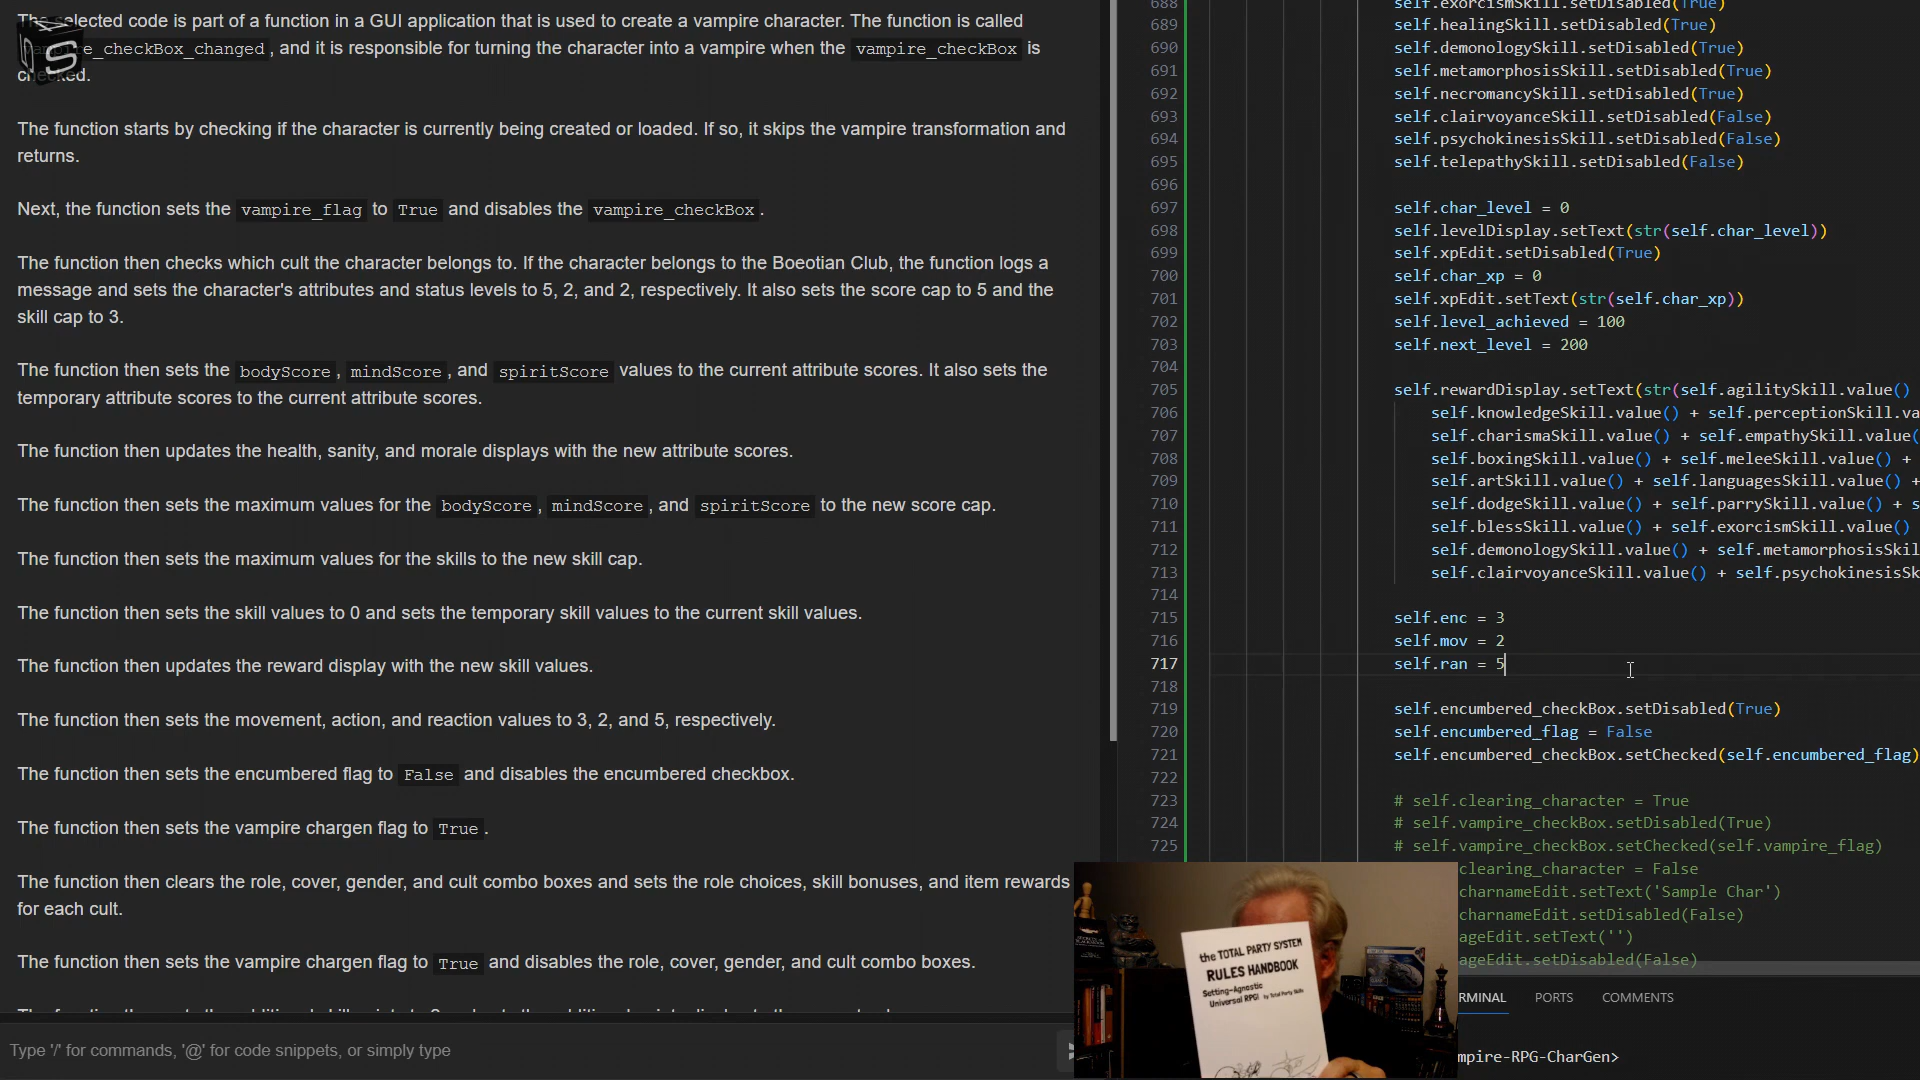 The selected code is part of a function in a GUI application that is used to create a vampire character. The function is called
vampire_checkBox_changed , and it is responsible for turning the character into a vampire when the vampire_checkBox is
checked.
The function starts by checking if the character is currently being created or loaded. If so, it skips the vampire transformation and
returns.
Next, the function sets the vampire_flag to True and disables the vampire_checkBox .
The function then checks which cult the character belongs to. If the character belongs to the Boeotian Club, the function logs a
message and sets the character's attributes and status levels to 5, 2, and 2, respectively. It also sets the score cap to 5 and the
skill cap to 3.
The function then sets the bodyScore , mindScore , and spiritScore values to the current attribute scores. It also sets the
temporary attribute scores to the current attribute scores.
The function then updates the health, sanity, and morale displays with the new attribute scores.
The function then sets the maximum values for the bodyScore , mindScore , and spiritScore to the new score cap.
The function then sets the maximum values for the skills to the new skill cap.
The function then sets the skill values to 0 and sets the temporary skill values to the current skill values.
The function then updates the reward display with the new skill values.
The function then sets the movement, action, and reaction values to 3, 2, and 5, respectively.
The function then sets the encumbered flag to False and disables the encumbered checkbox.
The function then sets the vampire chargen flag to True .
The function then clears the role, cover, gender, and cult combo boxes and sets the role choices, skill bonuses, and item rewards
for each cult.
The function then sets the vampire chargen flag to True and disables the role, cover, gender, and cult combo boxes.
Type '/' for commands, '@' for code snippets, or simply type
S
688 self.exorcismSkill.setDisabled(True)
689 self.healingSkill.setDisabled(True)
690 self.demonologySkill.setDisabled(True)
691 self.metamorphosisSkill.setDisabled(True)
692 self.necromancySkill.setDisabled(True)
693 self.clairvoyanceSkill.setDisabled(False)
694 self.psychokinesisSkill.setDisabled(False)
695 self.telepathySkill.setDisabled(False)
696
697 self.char_level = 0
698 self.levelDisplay.setText(str(self.char_level))
699 self.xpEdit.setDisabled(True)
700 self.char_xp = 0
701 self.xpEdit.setText(str(self.char_xp))
702 self.level_achieved = 100
703 self.next_level = 200
704
705 self.rewardDisplay.setText(str(self.agilitySkill.value()
706 self.knowledgeSkill.value() + self.perceptionSkill.va
707 self.charismaSkill.value() + self.empathySkill.value(
708 self.boxingSkill.value() + self.meleeSkill.value() +
709 self.artSkill.value() + self.languagesSkill.value() +
710 self.dodgeSkill.value() + self.parrySkill.value() + s
711 self.blessSkill.value() + self.exorcismSkill.value()
712 self.demonologySkill.value() + self.metamorphosisSkil
713 self.clairvoyanceSkill.value() + self.psychokinesisSk
714
715 self.enc = 3
716 self.mov = 2
717 self.ran = 5
718
719 self.encumbered_checkBox.setDisabled(True)
720 self.encumbered_flag = False
721 self.encumbered_checkBox.setChecked(self.encumbered_flag)
722
723 # self.clearing_character = True
724 # self.vampire_checkBox.setDisabled(True)
725 # self.vampire_checkBox.setChecked(self.vampire_flag)
clearing_character = False
charnameEdit.setText('Sample Char')
charnameEdit.setDisabled(False)
ageEdit.setText('')
ageEdit.setDisabled(False)
RMINAL PORTS COMMENTS
mpire-RPG-CharGen>
the TOTAL PARTY SYSTEM
RULES HANDBOOK
Setting-Agnostic
Universal RPG! by Total Party Skills